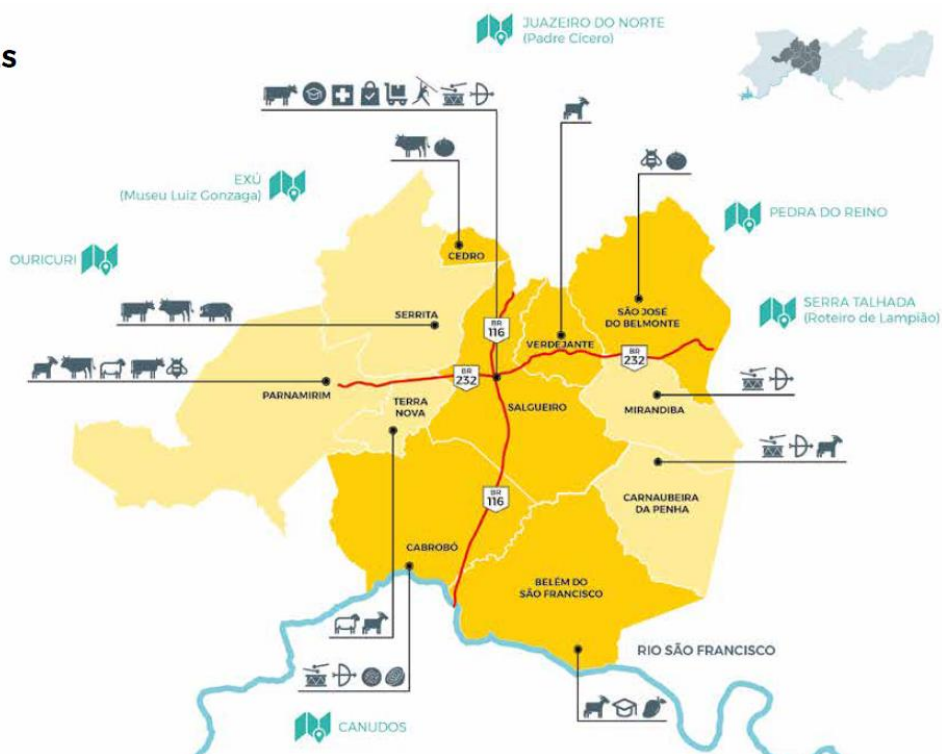 S
JUAZEIRO DO NORTE
(Padre Cícero)
EXÚ
(Museu Luiz Gonzaga)
PEDRA DO REINO
OURICURI
CEDRO
SERRITA
SÃO JOSÉ
DO BELMONTE
SERRA TALHADA
(Roteiro de Lampião)
BR
116
VERDEJANTE
BR
232
BR
232
PARNAMIRIM
TERRA
NOVA
SALGUEIRO
MIRANDIBA
BR
116
CARNAUBEIRA
DA PENHA
CABROBÓ
BELÉM DO
SÃO FRANCISCO
RIO SÃO FRANCISCO
CANUDOS